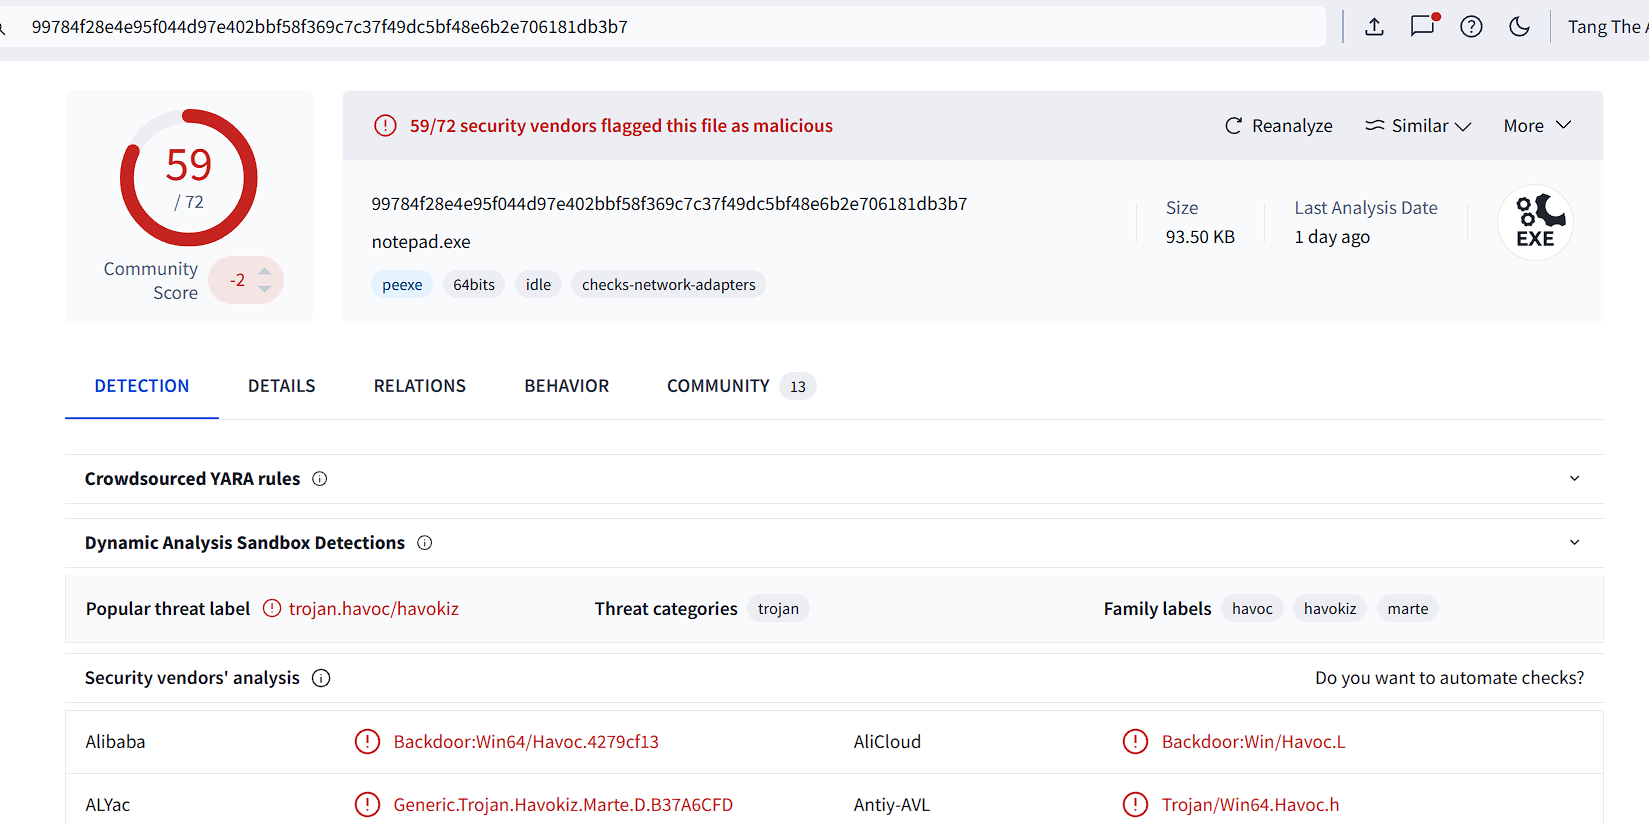 99784f28e4e95f044d97e402bbf58f369c7c37f49dc5bf48e6b2e706181db3b7
Tang The
59
/ 72
Community
Score
-2
59/72 security vendors flagged this file as malicious
Reanalyze
Similar
More
99784f28e4e95f044d97e402bbf58f369c7c37f49dc5bf48e6b2e706181db3b7
notepad.exe
peexe
64bits
idle
checks-network-adapters
Size
93.50 KB
Last Analysis Date
1 day ago
EXE
DETECTION
DETAILS
RELATIONS
BEHAVIOR
COMMUNITY
13
Crowdsourced YARA rules
Dynamic Analysis Sandbox Detections
Popular threat label
trojan.havoc/havokiz
Threat categories
trojan
Family labels
havoc
havokiz
marte
Security vendors' analysis
Do you want to automate checks?
Alibaba
Backdoor:Win64/Havoc.4279cf13
AliCloud
Backdoor:Win/Havoc.L
ALYac
Generic.Trojan.Havokiz.Marte.D.B37A6CFD
Antiy-AVL
Trojan/Win64.Havoc.h